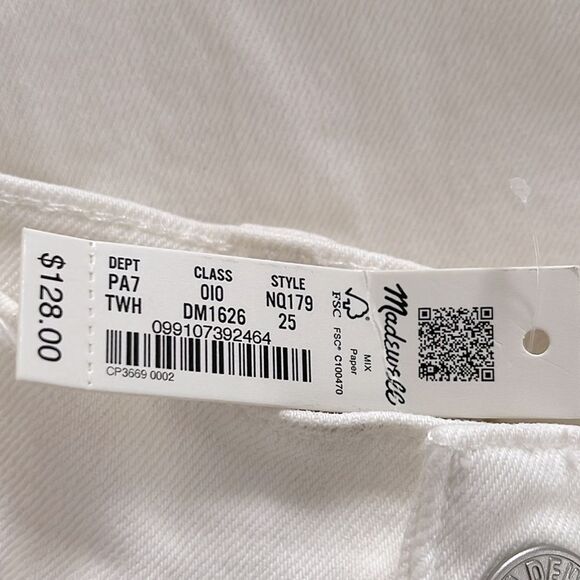 $128.00
DEPT CLASS STYLE
PA7 010 NQ179
TWH DM1626 25
099107392464
CP3669 0002
FSC
MIX
Paper
FSC® C100470
Madewell
DEN